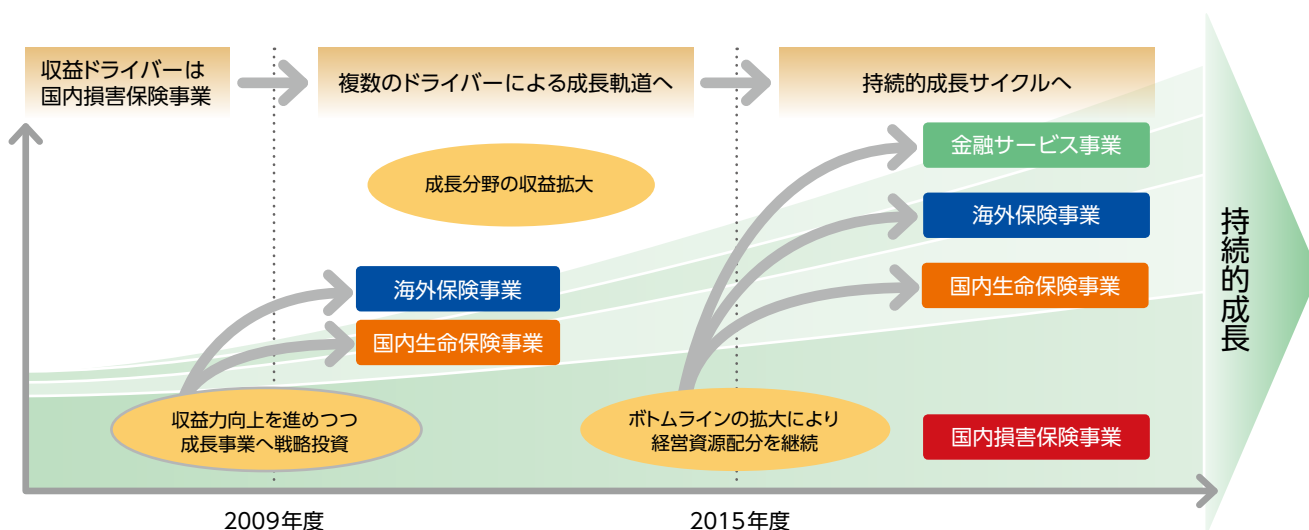 収益ドライバーは
国内損害保険事業
複数のドライバーによる成長軌道へ
持続的成長サイクルへ
金融サービス事業
成長分野の収益拡大
海外保険事業
持続的成長
海外保険事業
国内生命保険事業
国内生命保険事業
収益力向上を進めつつ
成長事業へ戦略投資
ボトムラインの拡大により
経営資源配分を継続
国内損害保険事業
2009年度
2015年度